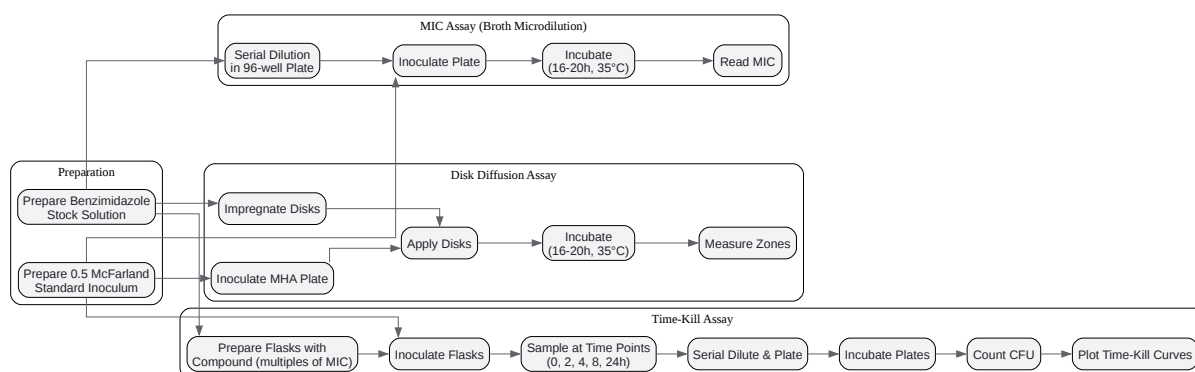 MIC Assay (Broth Microdilution)
Serial Dilution
in 96-well Plate
Inoculate Plate
Incubate
(16-20h, 35°C)
Read MIC
Preparation
Prepare Benzimidazole
Stock Solution
Prepare 0.5 McFarland
Standard Inoculum
Disk Diffusion Assay
Impregnate Disks
Inoculate MHA Plate
Apply Disks
Incubate
(16-20h, 35°C)
Measure Zones
Time-Kill Assay
Prepare Flasks with
Compound (multiples of MIC)
Inoculate Flasks
Sample at Time Points
(0, 2, 4, 8, 24h)
Serial Dilute & Plate
Incubate Plates
Count CFU
Plot Time-Kill Curves